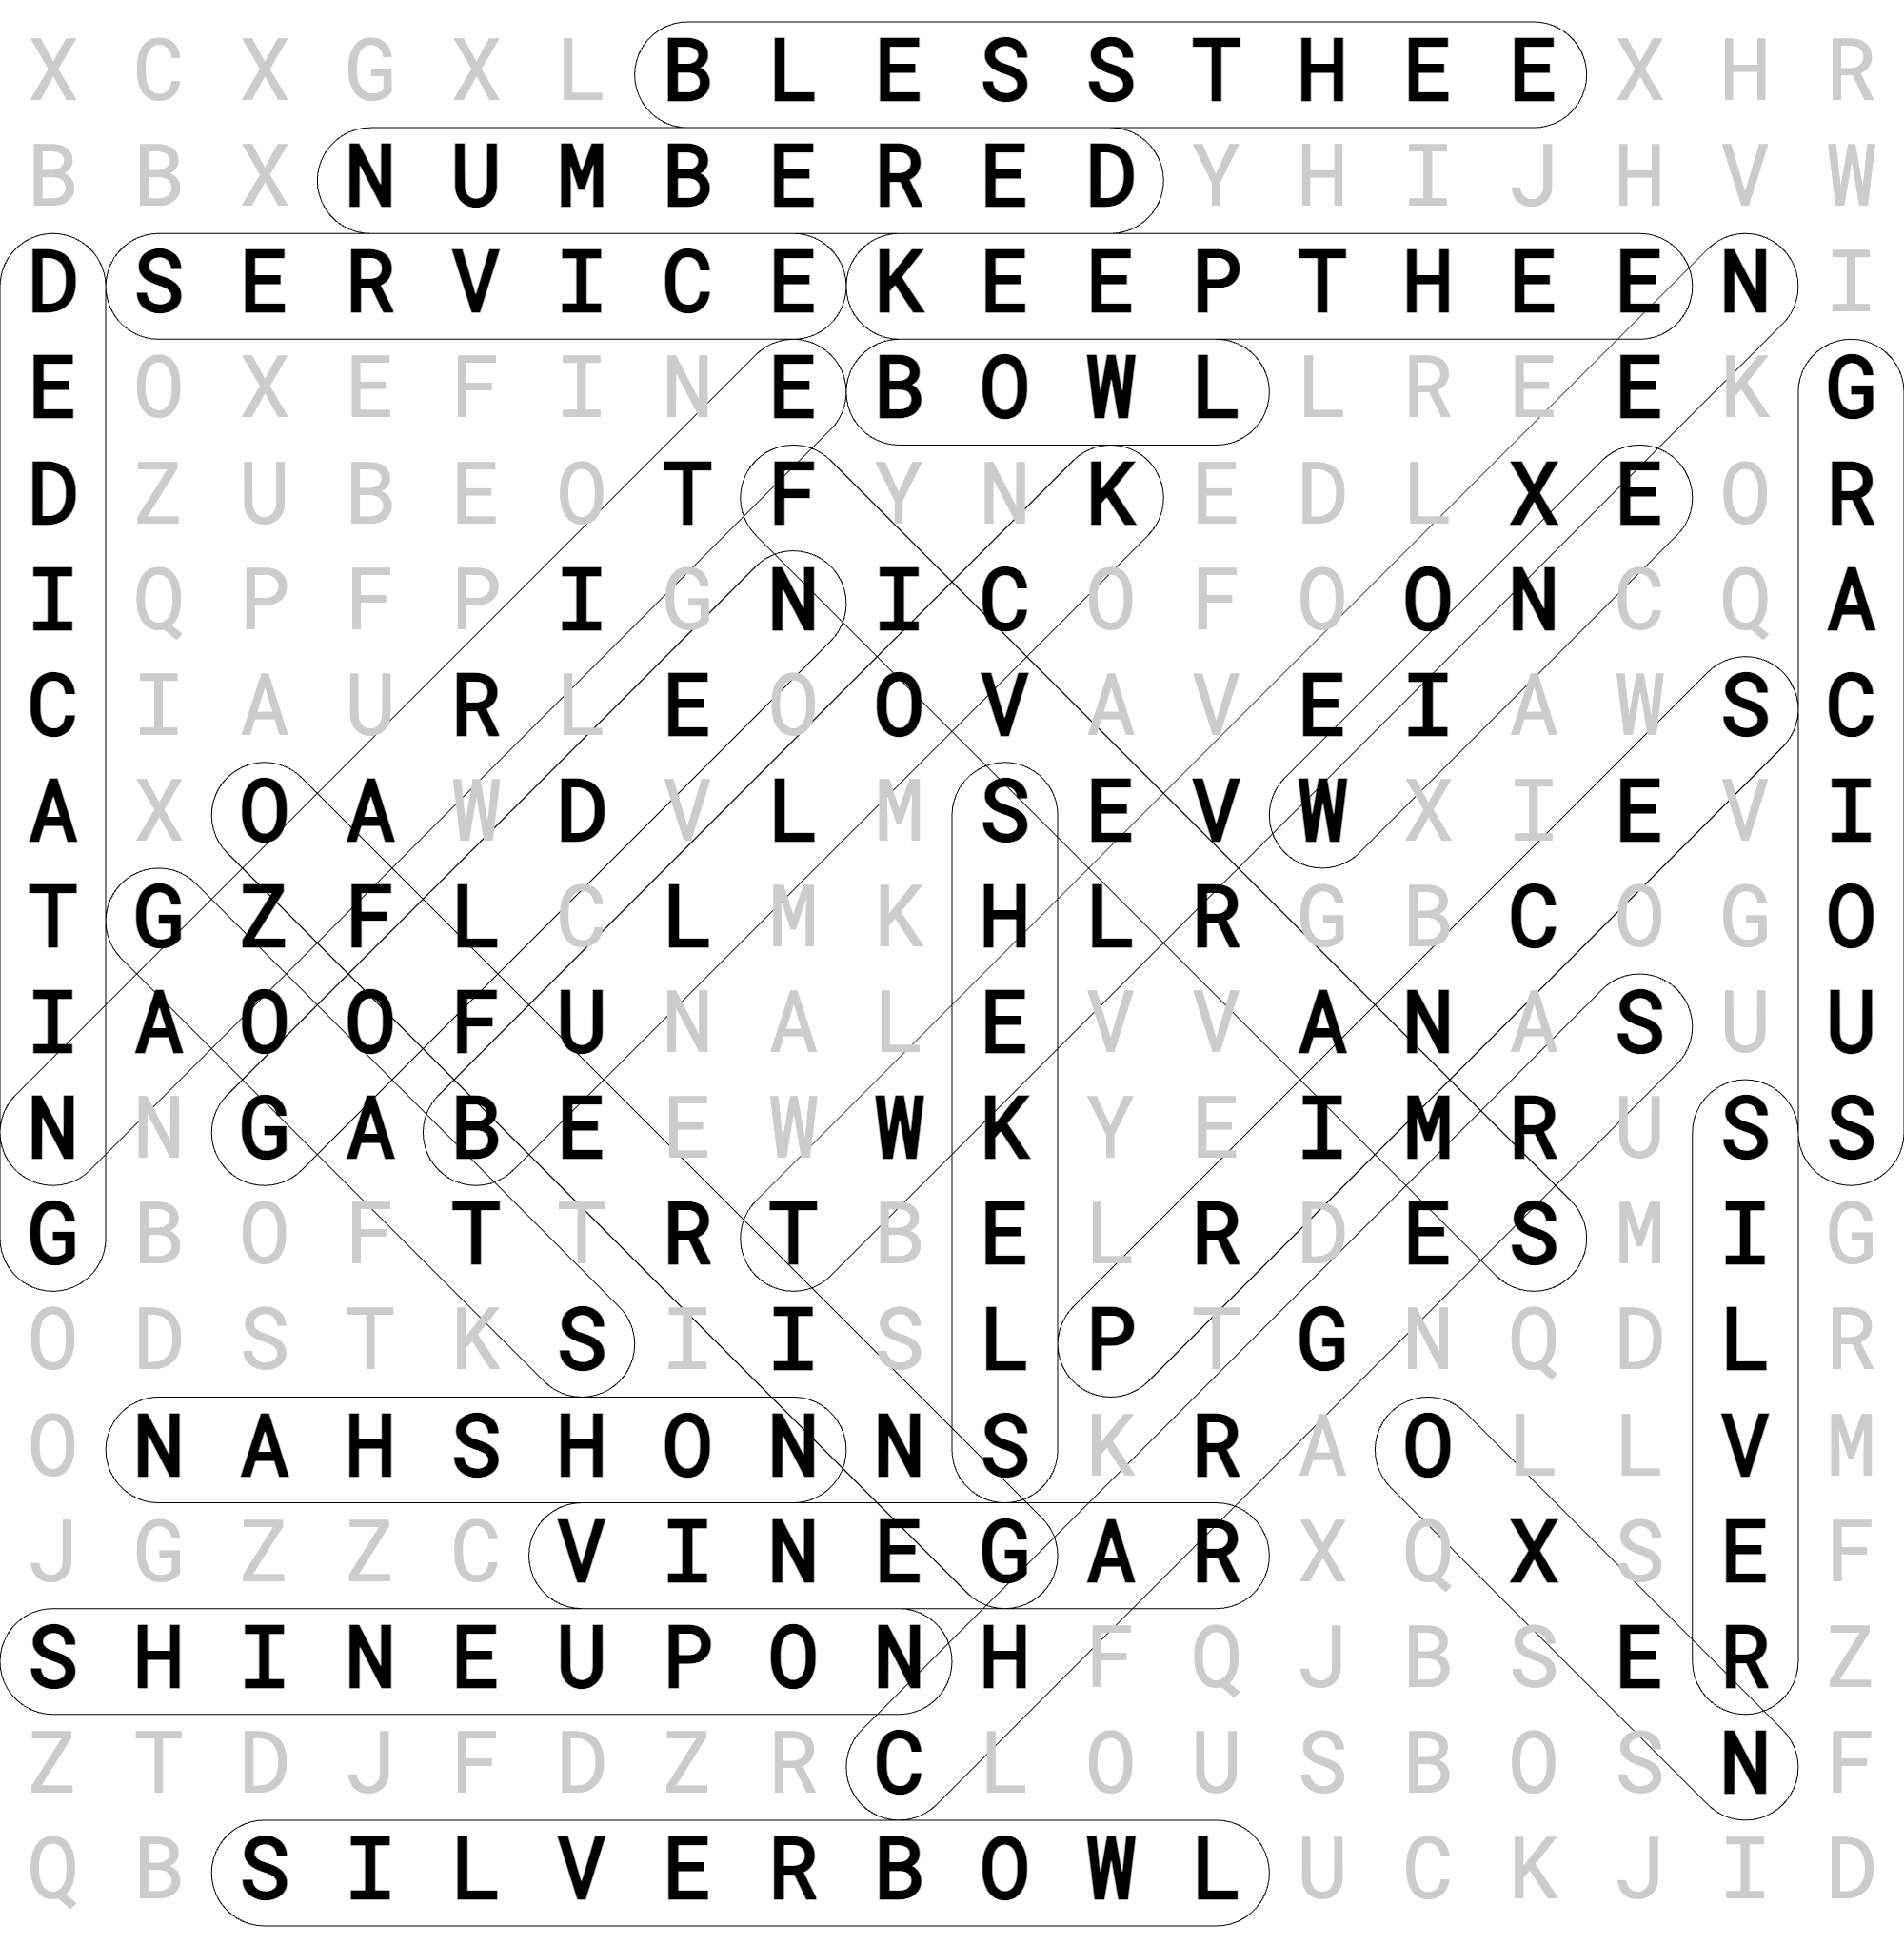 X C X G X L B L E S S T H E E X H R
B B X N U M B E R E D Y H I J H V W
D S E R V I C E K E E P T H E E N I
E O X E F I N E B O W L L R E E K G
D Z U B E O T F Y N K E D L X E O R
I Q P F P I G N I C O F O O N C Q A
C I A U R L E O O V A V E I A W S C
A X O A W D V L M S E V W X I E V I
T G Z F L C L M K H L R G B C O G O
I A O O F U N A L E V V A N A S U U
N N G A B E E W W K Y E I M R U S S
G B O F T T R T B E L R D E S M I G
O D S T K S I I S L P T G N Q D L R
O N A H S H O N N S K R A O L L V M
J G Z Z C V I N E G A R X Q X S E F
S H I N E U P O N H F Q J B S E R Z
Z T D J F D Z R C L O U S B O S N F
Q B S I L V E R B O W L U C K J I D